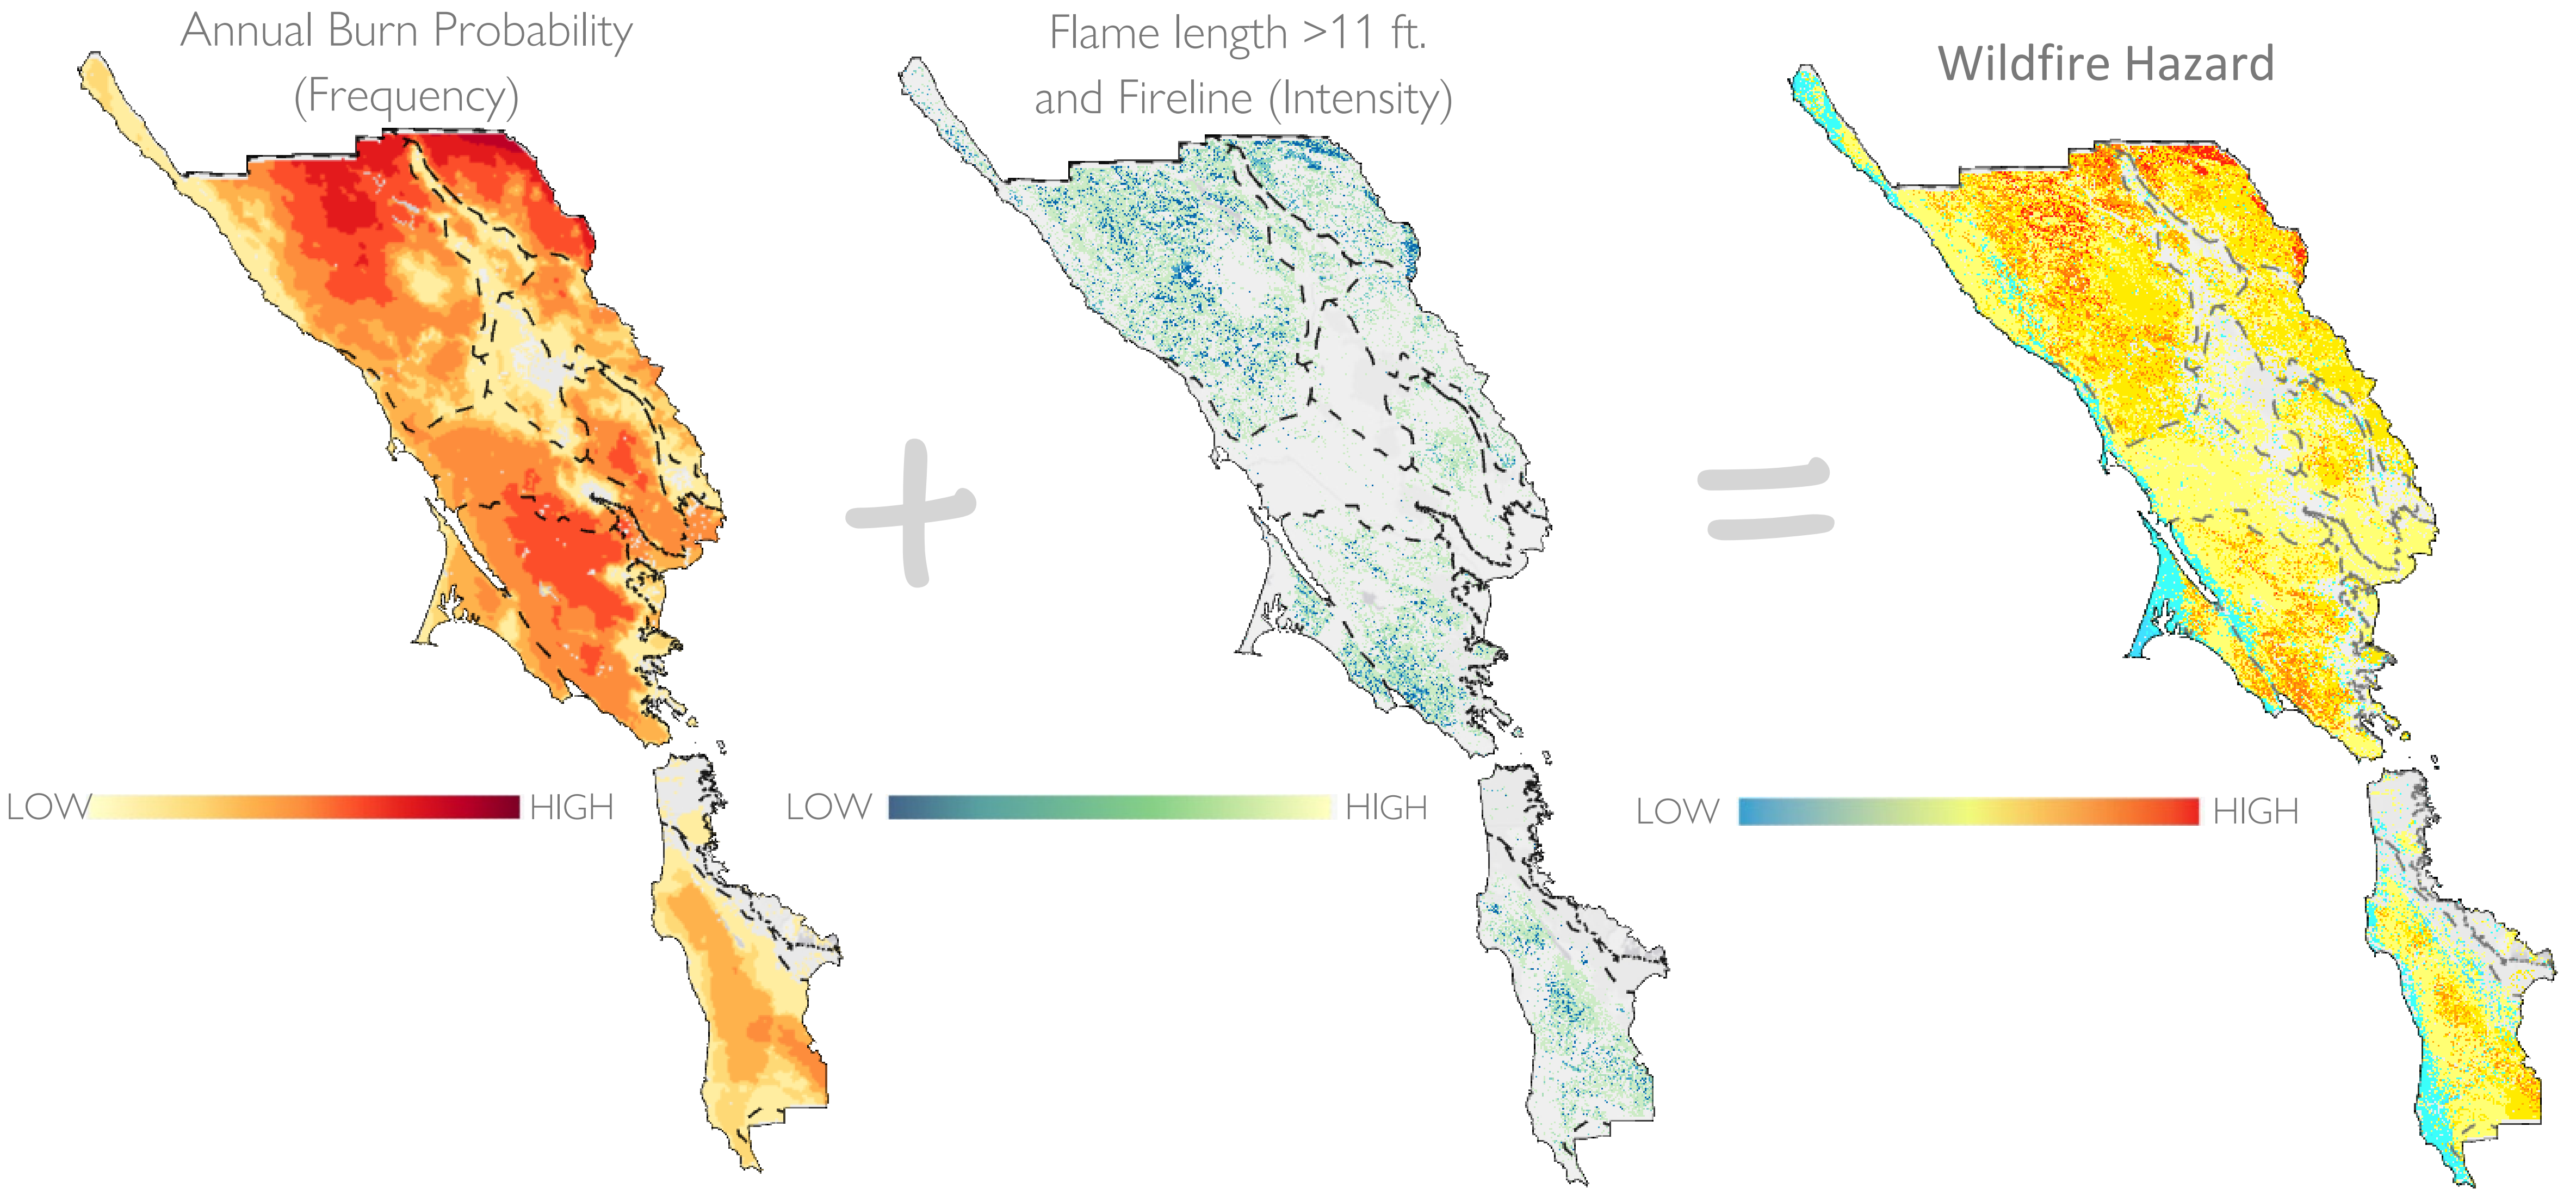 Annual Burn Probability
(Frequency)
Flame length >11 ft.
and Fireline (Intensity)
Wildfire Hazard
LOW HIGH
LOW HIGH
LOW HIGH